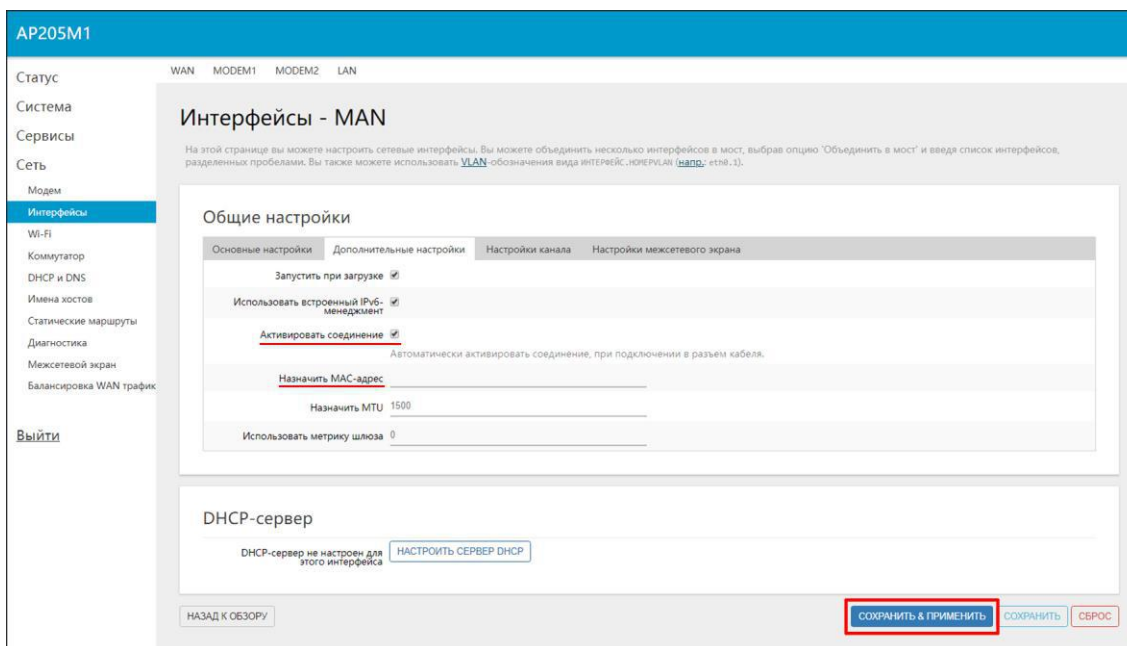 AP205M1
Статус
Система
Сервисы
Сеть
Модем
Интерфейсы
Wi-Fi
Коммутатор
DHCP и DNS
Имена хостов
Статические маршруты
Диагностика
Межсетевой экран
Балансировка WAN трафик
Выйти
WAN MODEM1 MODEM2 LAN
Интерфейсы - MAN
На этой странице вы можете настроить сетевые интерфейсы. Вы можете объединить несколько интерфейсов в мост, выбрав опцию 'Объединить в мост' и введя список интерфейсов,
разделенных пробелами. Вы также можете использовать VLAN-обозначения вида ИНТЕРФЕЙС.НОМЕРVLAN (напр.: eth0.1).
Общие настройки
Основные настройки Дополнительные настройки Настройки канала Настройки межсетевого экрана
Запустить при загрузке
Использовать встроенный IPv6-
менеджмент
Активировать соединение
Автоматически активировать соединение, при подключении в разъем кабеля.
Назначить MAC-адрес
Назначить MTU 1500
Использовать метрику шлюза 0
DHCP-сервер
DHCP-сервер не настроен для
этого интерфейса
НАСТРОИТЬ СЕРВЕР DHCP
НАЗАД К ОБЗОРУ
СОХРАНИТЬ & ПРИМЕНИТЬ СОХРАНИТЬ СБРОС